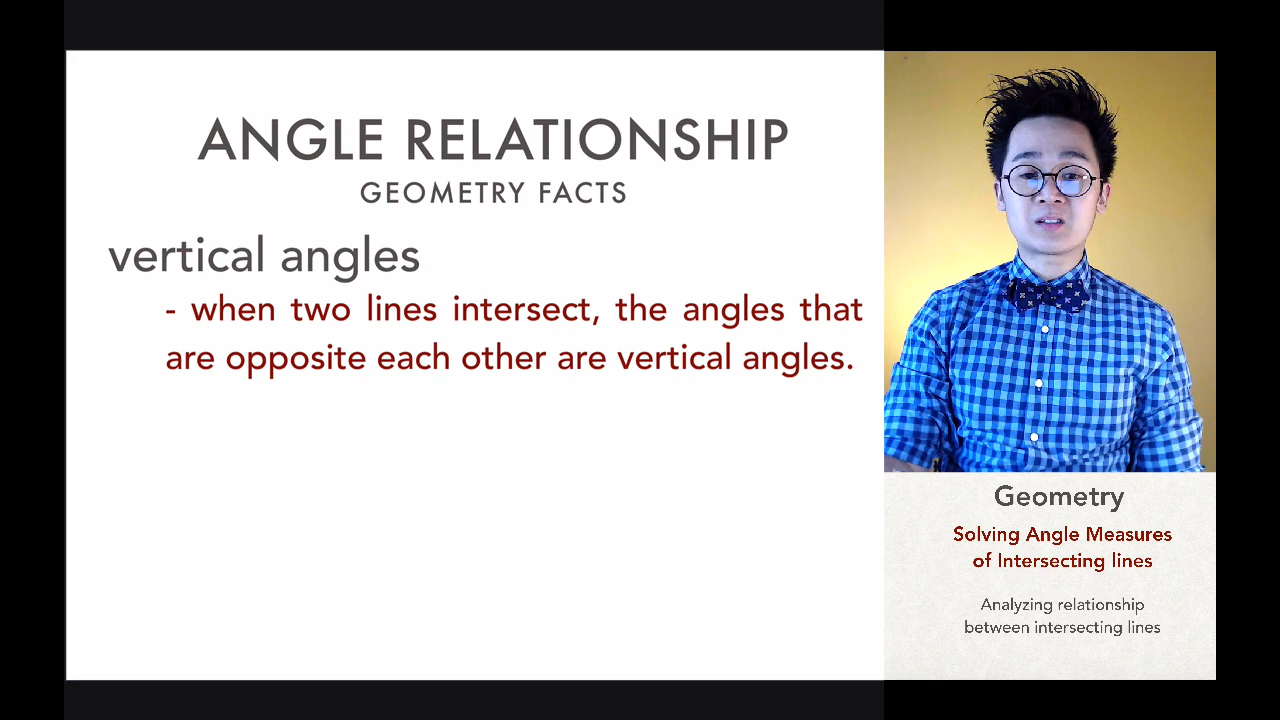 ANGLE RELATIONSHIP
GEOMETRY FACTS
vertical angles
- when two lines intersect, the angles that
are opposite each other are vertical angles.
Geometry
Solving Angle Measures
of Intersecting lines
Analyzing relationship
between intersecting lines